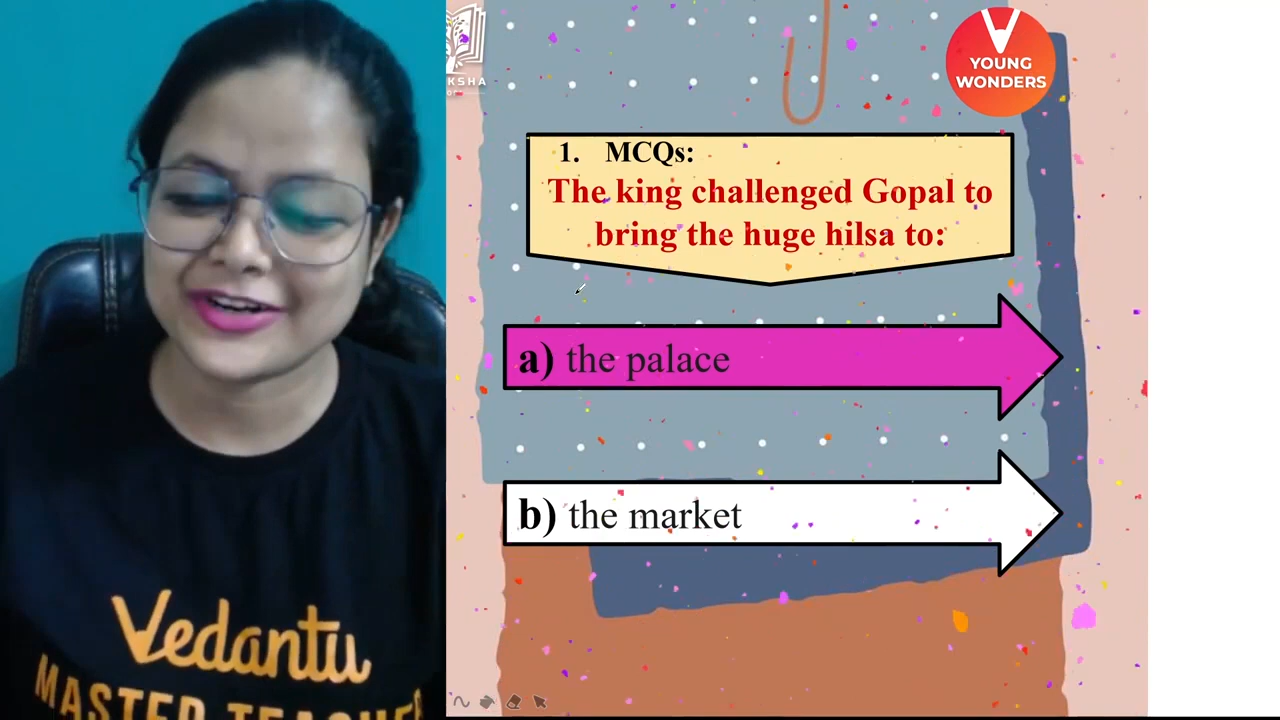 KSHA
YOUNG
WONDERS
1. MCQs:
The king challenged Gopal to
bring the huge hilsa to:
a) the palace
b) the market
Vedantu
MASTER TEACHER